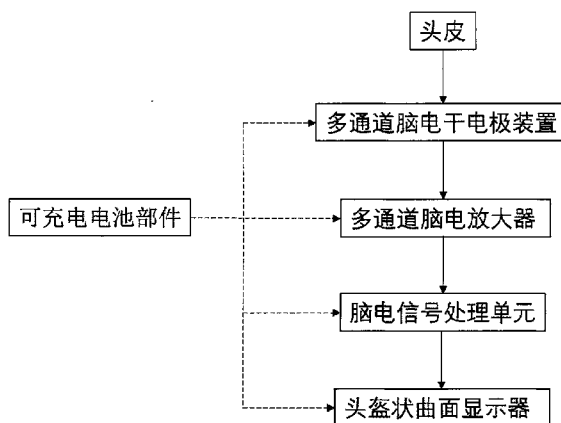 头皮
多通道脑电干电极装置
可充电电池部件
多通道脑电放大器
脑电信号处理单元
头盔状曲面显示器